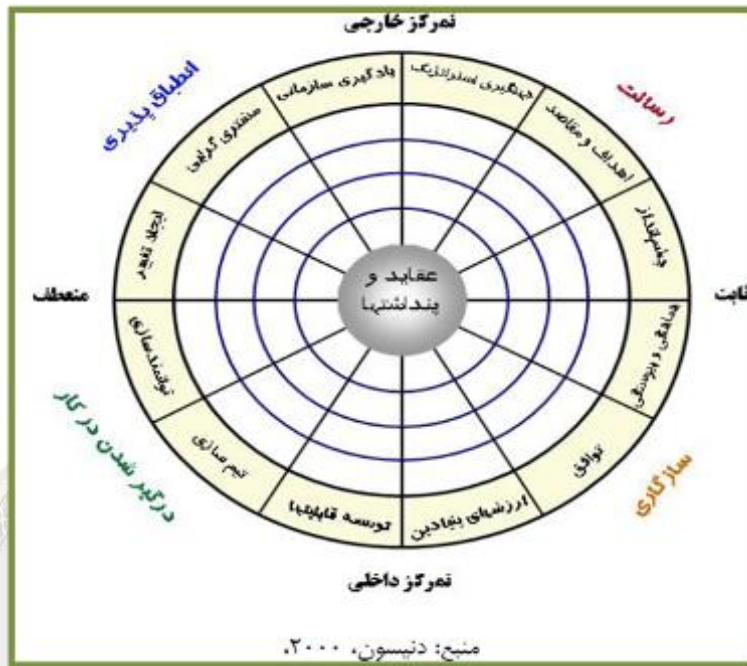 تمرکز خارجی
انطباق پذیری
رسالت
یادگیری سازمانی
جهتگیری استراتژیک
مشتری گرایی
اهداف و مقاصد
ایجاد تغییر
چشم‌انداز
عقاید و
پنداشتها
منعطف
ثابت
توانمندسازی
هماهنگی و پیوستگی
تیم سازی
توافق
توسعه قابلیتها
ارزشهای بنیادین
درگیر شدن در کار
سازگاری
تمرکز داخلی
منبع: دنیسون، ۲۰۰۰،